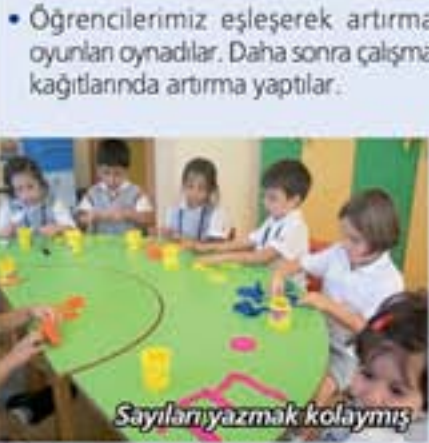 • Öğrencilerimiz eşleşerek artırma
oyunları oynadılar. Daha sonra çalışma
kağıtlarında artırma yaptılar.
Sayıları yazmak kolaymış